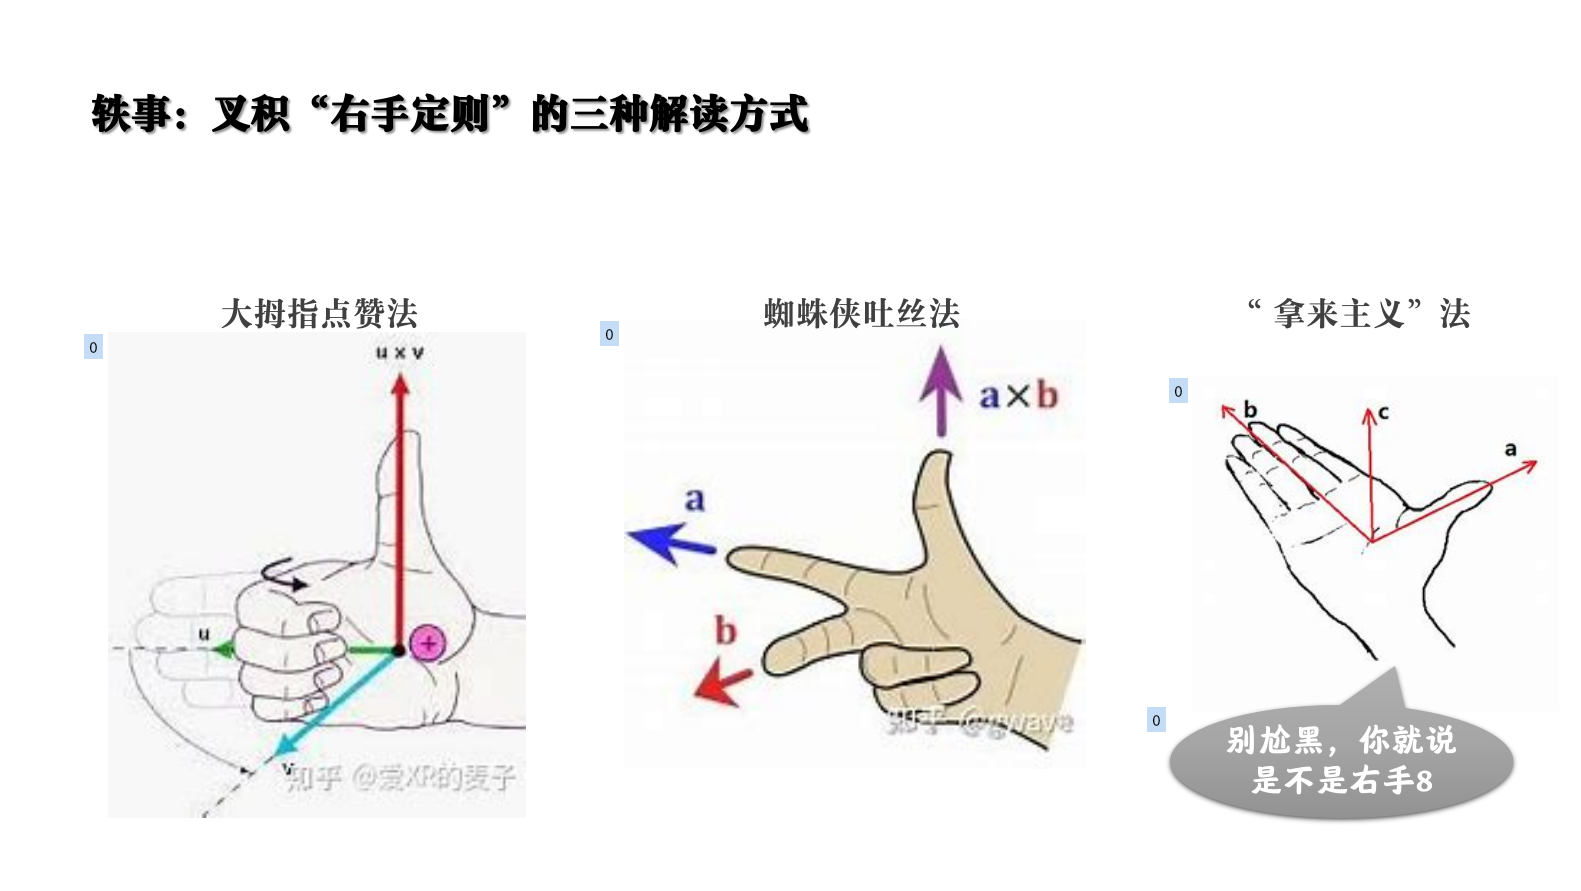 轶事：叉积“右手定则”的三种解读方式
大拇指点赞法
蜘蛛侠吐丝法
“ 拿来主义”法
0
u x v
u
+
v
知乎 @爱XR的麦子
0
a×b
a
b
知乎 @gwave
0
b
c
a
0
别尬黑，你就说
是不是右手8